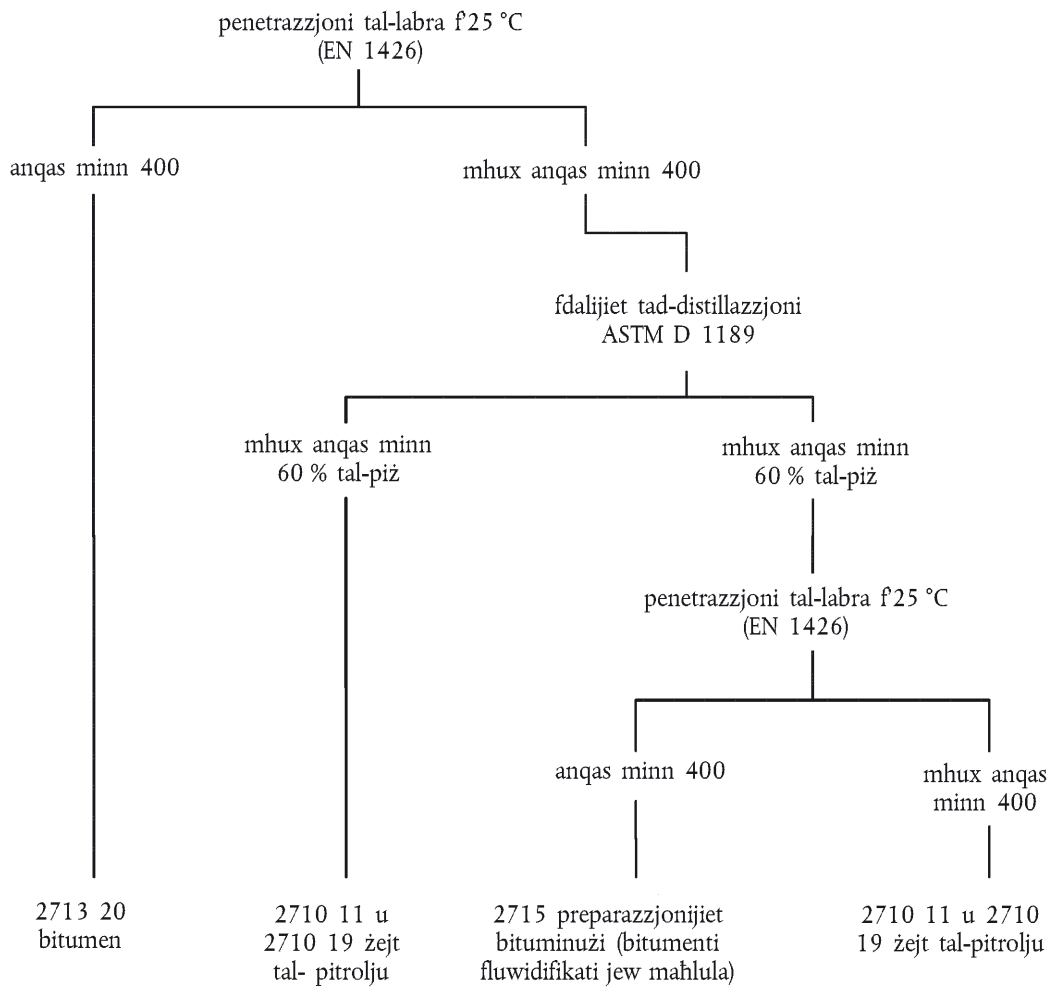 penetrazzjoni tal-labra f'25 °C
(EN 1426)
anqas minn 400
mhux anqas minn 400
fdalijiet tad-distillazzjoni
ASTM D 1189
mhux anqas minn
60 % tal-piż
mhux anqas minn
60 % tal-piż
penetrazzjoni tal-labra f'25 °C
(EN 1426)
anqas minn 400
mhux anqas
minn 400
2713 20
bitumen
2710 11 u
2710 19 żejt
tal- pitrolju
2715 preparazzjonijiet
bituminużi (bitumenti
fluwidifikati jew maħlula)
2710 11 u 2710
19 żejt tal-pitrolju